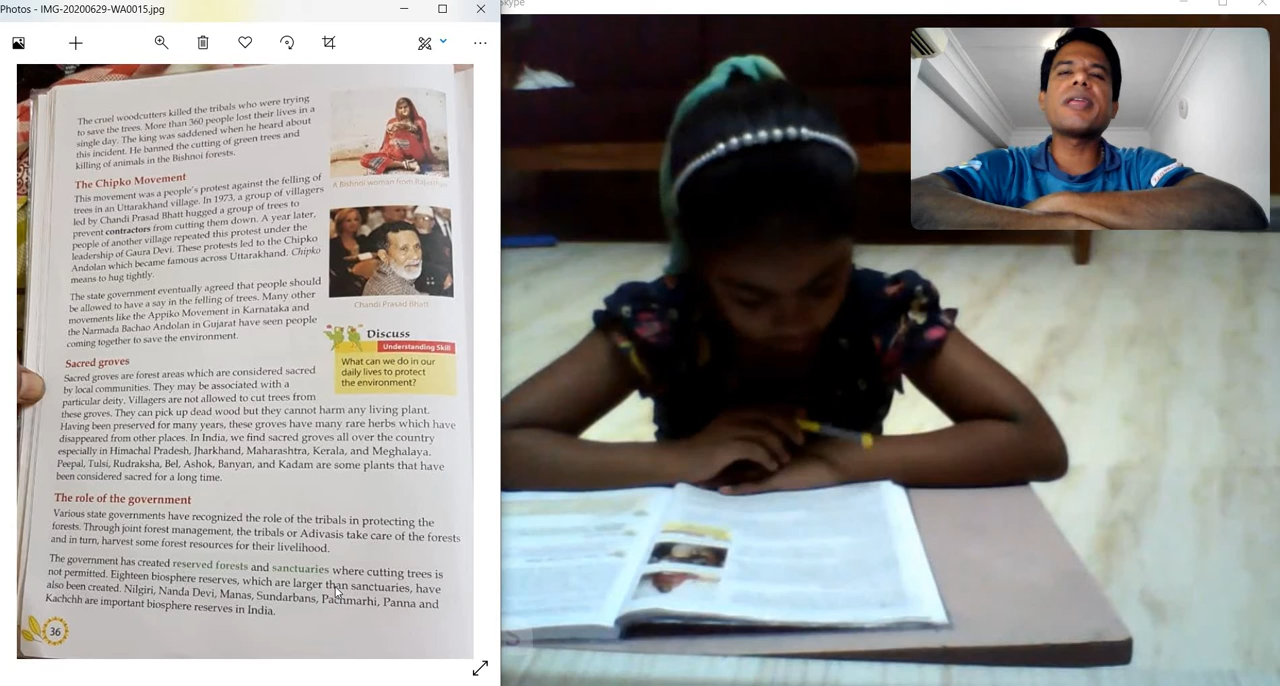 Photos - IMG-20200629-WA0015.jpg
Skype
The cruel woodcutters killed the tribals who were trying
to save the trees. More than 360 people lost their lives in a
single day. The king was saddened when he heard about
this incident. He banned the cutting of green trees and
killing of animals in the Bishnoi forests.
A Bishnoi woman from Rajasthan
The Chipko Movement
This movement was a people's protest against the felling of
trees in an Uttarakhand village. In 1973, a group of villagers
led by Chandi Prasad Bhatt hugged a group of trees to
prevent contractors from cutting them down. A year later,
people of another village repeated this protest under the
leadership of Gaura Devi. These protests led to the Chipko
Andolan which became famous across Uttarakhand. Chipko
means to hug tightly.
Chandi Prasad Bhatt
The state government eventually agreed that people should
be allowed to have a say in the felling of trees. Many other
movements like the Appiko Movement in Karnataka and
the Narmada Bachao Andolan in Gujarat have seen people
coming together to save the environment.
Discuss
Understanding Skill
What can we do in our
daily lives to protect
the environment?
Sacred groves
Sacred groves are forest areas which are considered sacred
by local communities. They may be associated with a
particular deity. Villagers are not allowed to cut trees from
these groves. They can pick up dead wood but they cannot harm any living plant.
Having been preserved for many years, these groves have many rare herbs which have
disappeared from other places. In India, we find sacred groves all over the country
especially in Himachal Pradesh, Jharkhand, Maharashtra, Kerala, and Meghalaya.
Peepal, Tulsi, Rudraksha, Bel, Ashok, Banyan, and Kadam are some plants that have
been considered sacred for a long time.
The role of the government
Various state governments have recognized the role of the tribals in protecting the
forests. Through joint forest management, the tribals or Adivasis take care of the forests
and in turn, harvest some forest resources for their livelihood.
The government has created reserved forests and sanctuaries where cutting trees is
not permitted. Eighteen biosphere reserves, which are larger than sanctuaries, have
also been created. Nilgiri, Nanda Devi, Manas, Sundarbans, Pachmarhi, Panna and
Kachchh are important biosphere reserves in India.
36